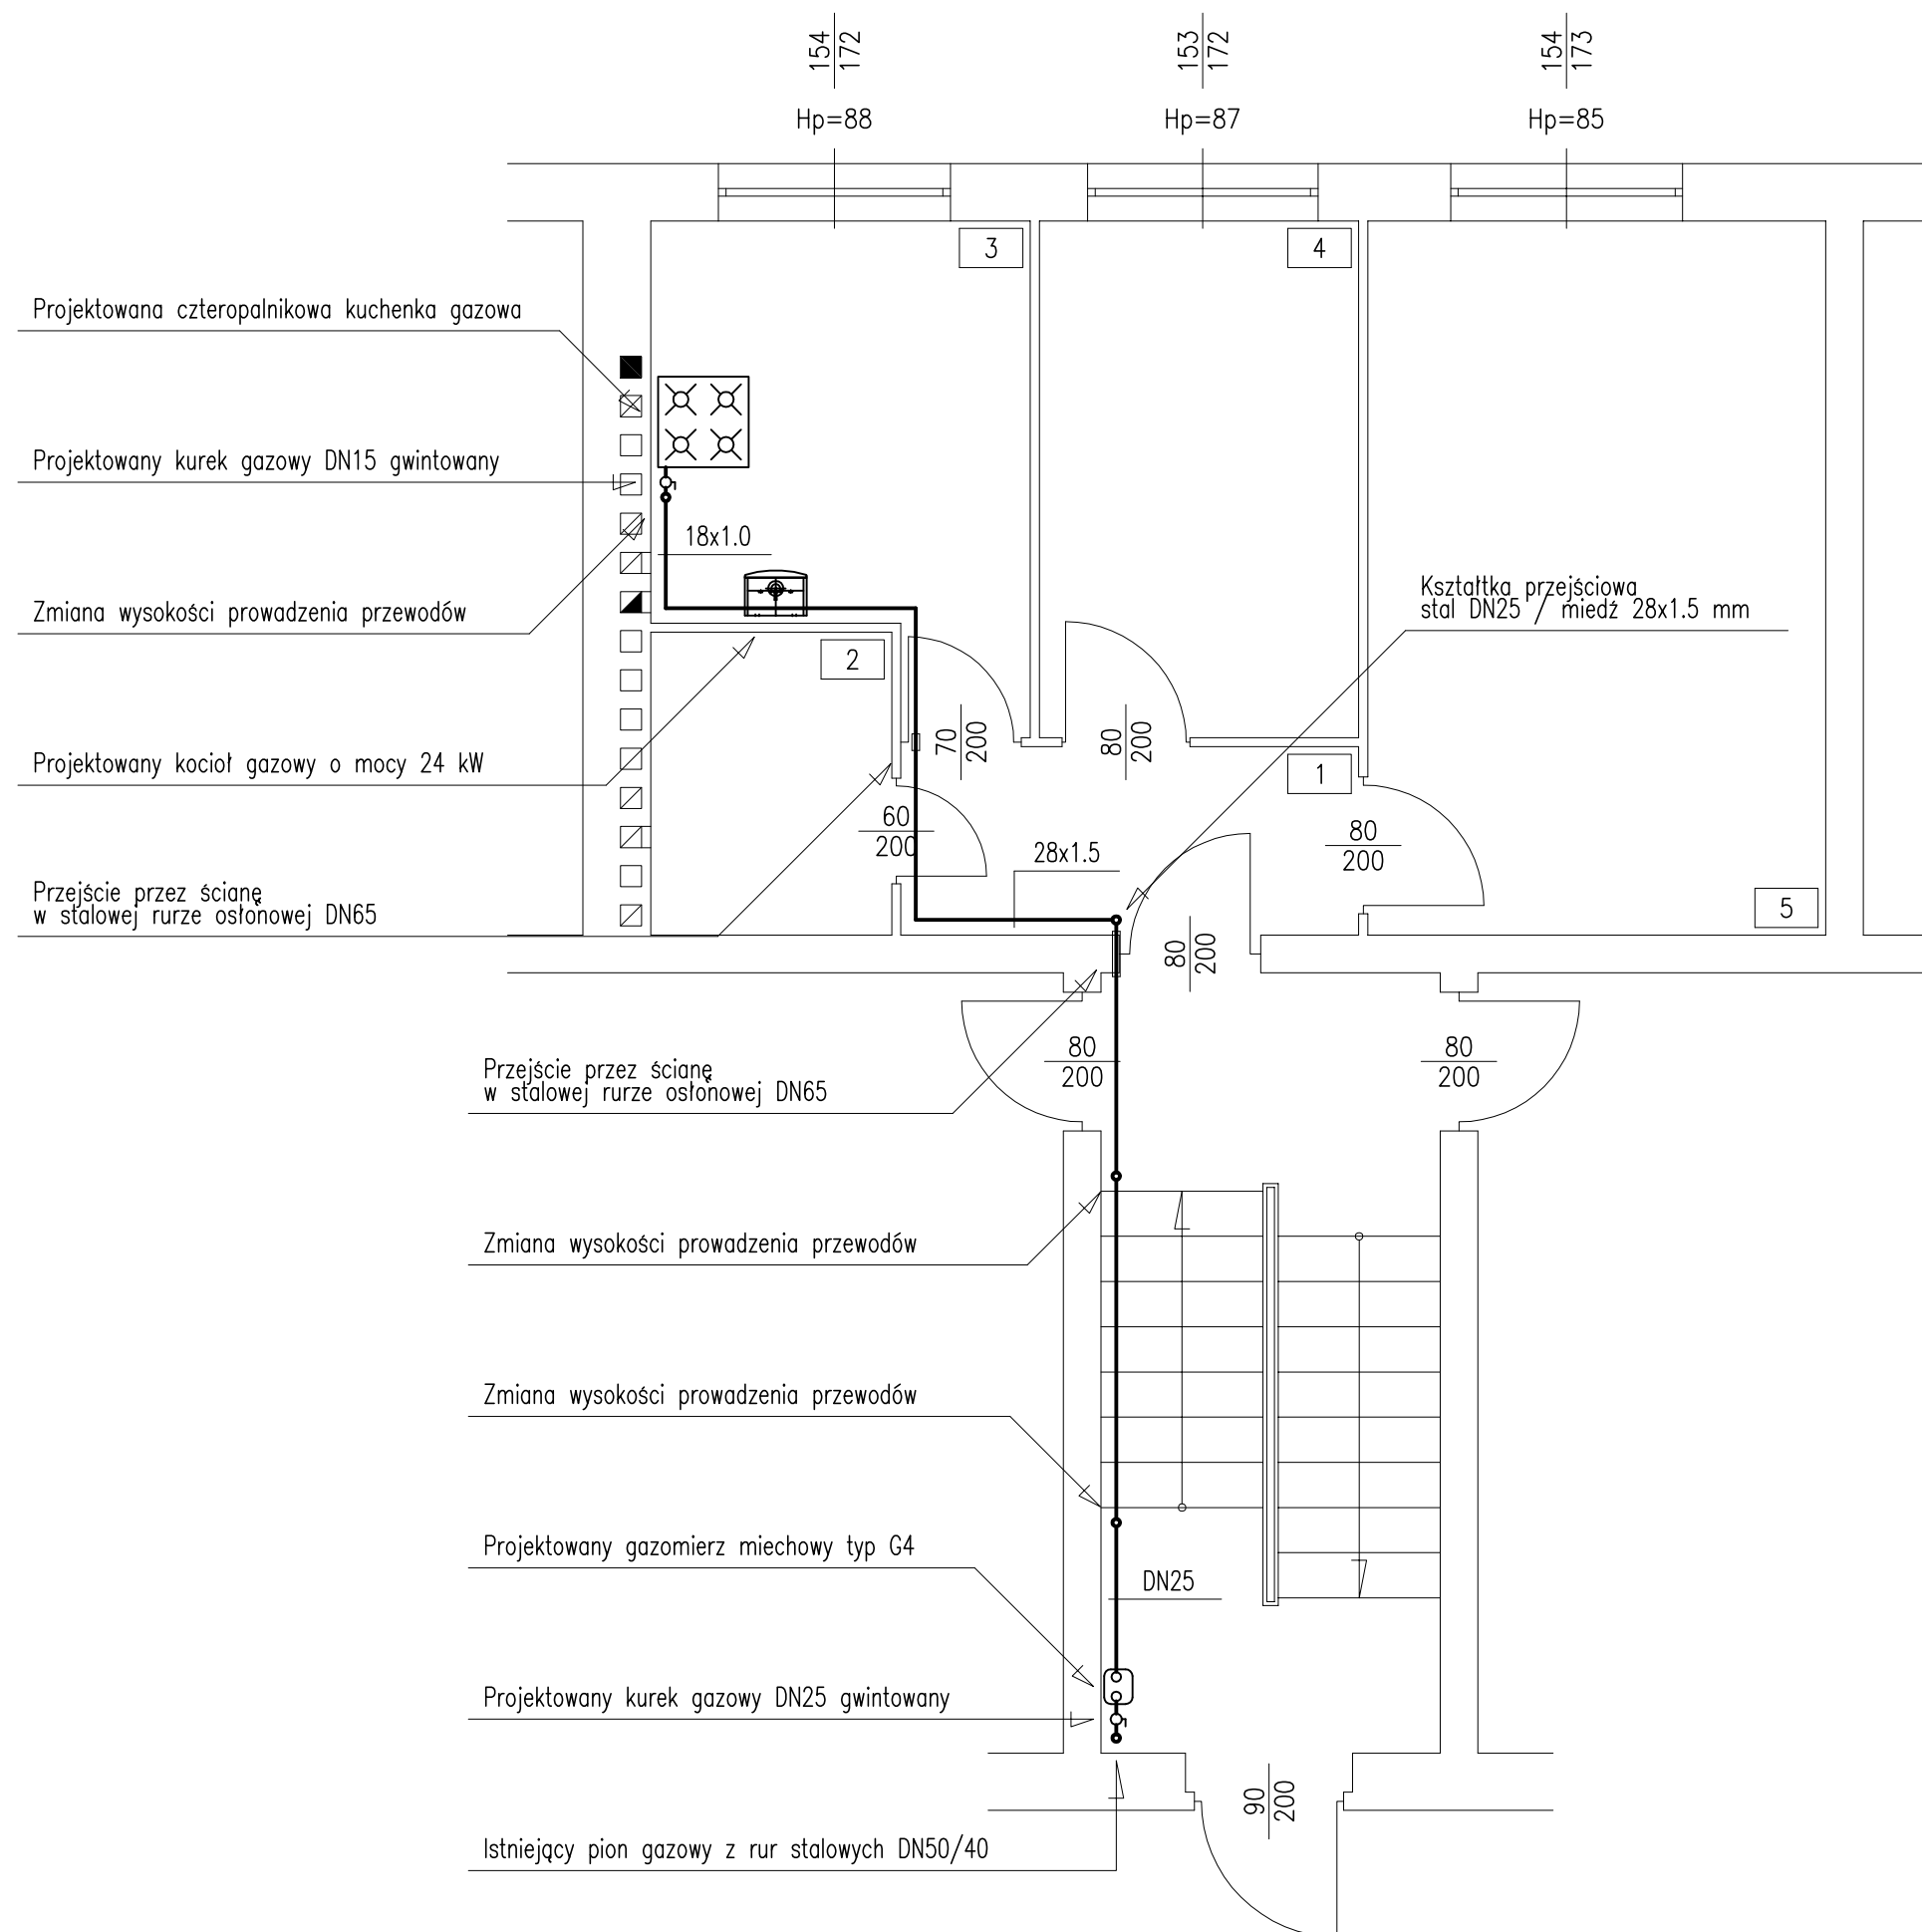 154
172
153
172
154
173
Hp=88
Hp=87
Hp=85
3
4
Projektowana czteropalnikowa kuchenka gazowa
Projektowany kurek gazowy DN15 gwintowany
18x1.0
Kształtka przejściowa
stal DN25 / miedź 28x1.5 mm
Zmiana wysokości prowadzenia przewodów
2
70
200
80
200
1
Projektowany kocioł gazowy o mocy 24 kW
60
200
28x1.5
80
200
Przejście przez ścianę
w stalowej rurze osłonowej DN65
5
80
200
80
200
80
200
Przejście przez ścianę
w stalowej rurze osłonowej DN65
Zmiana wysokości prowadzenia przewodów
Zmiana wysokości prowadzenia przewodów
Projektowany gazomierz miechowy typ G4
DN25
Projektowany kurek gazowy DN25 gwintowany
90
200
Istniejący pion gazowy z rur stalowych DN50/40